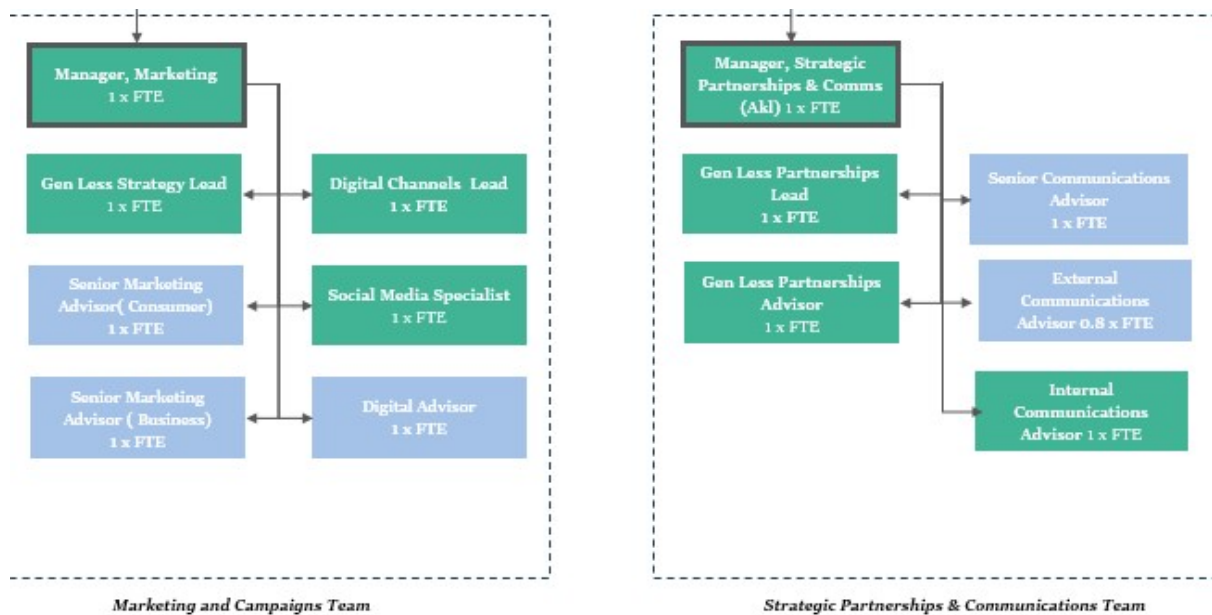 Manager, Marketing
1 x FTE
Gen Less Strategy Lead
1 x FTE
Digital Channels Lead
1 x FTE
Senior Marketing
Advisor( Consumer)
1 x FTE
Social Media Specialist
1 x FTE
Senior Marketing
Advisor ( Business)
1 x FTE
Digital Advisor
1 x FTE
Marketing and Campaigns Team
Manager, Strategic
Partnerships & Comms
(Akl) 1 x FTE
Gen Less Partnerships
Lead
1 x FTE
Senior Communications
Advisor
1 x FTE
Gen Less Partnerships
Advisor
1 x FTE
External
Communications
Advisor 0.8 x FTE
Internal
Communications
Advisor 1 x FTE
Strategic Partnerships & Communications Team